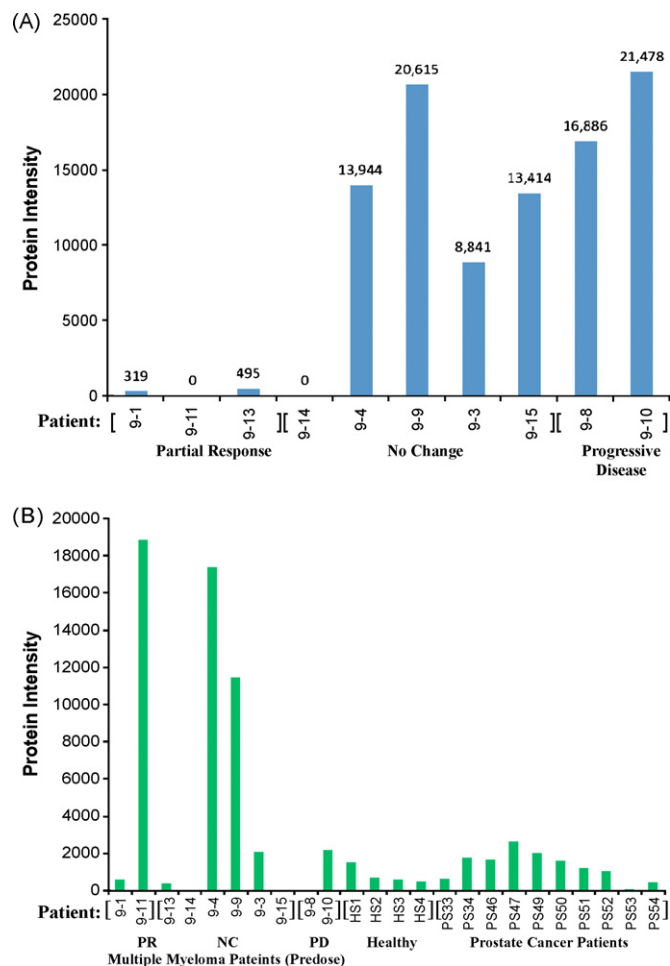 (A)
25000
20000
15000
10000
5000
0
Protein Intensity
319
0
495
0
13,944
20,615
8,841
13,414
16,886
21,478
Patient: [ 9-1 9-11 9-13 ][ 9-14 9-4 9-9 9-3 9-15 ][ 9-8 9-10 ]
Partial Response No Change Progressive
Disease
(B)
20000
18000
16000
14000
12000
10000
8000
6000
4000
2000
0
Protein Intensity
Patient: [ 9-1 9-11 ][ 9-13 9-14 9-4 9-9 9-3 9-15 ][ 9-8 9-10 ][ HS1 HS2 HS3 HS4 ][ PS33 PS34 PS46 PS47 PS49 PS50 PS51 PS52 PS53 PS54 ]
PR NC PD Healthy Prostate Cancer Patients
Multiple Myeloma Pateints (Predose)